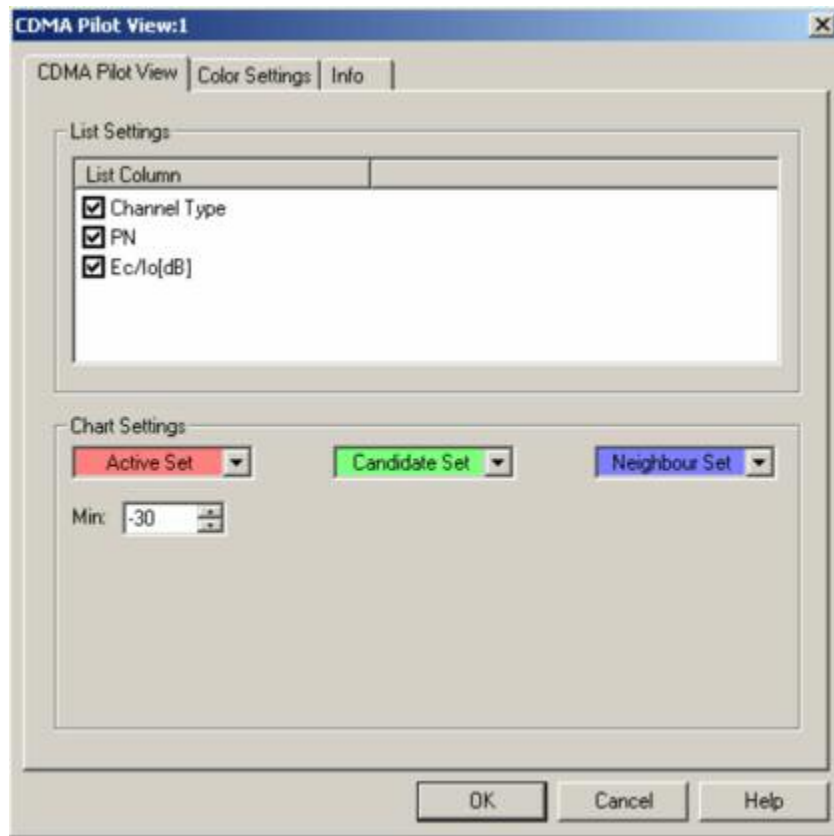 CDMA Pilot View:1
CDMA Pilot View Color Settings Info
List Settings
List Column
Channel Type
PN
Ec/Io[dB]
Chart Settings
Active Set Candidate Set Neighbour Set
Min: -30
OK Cancel Help